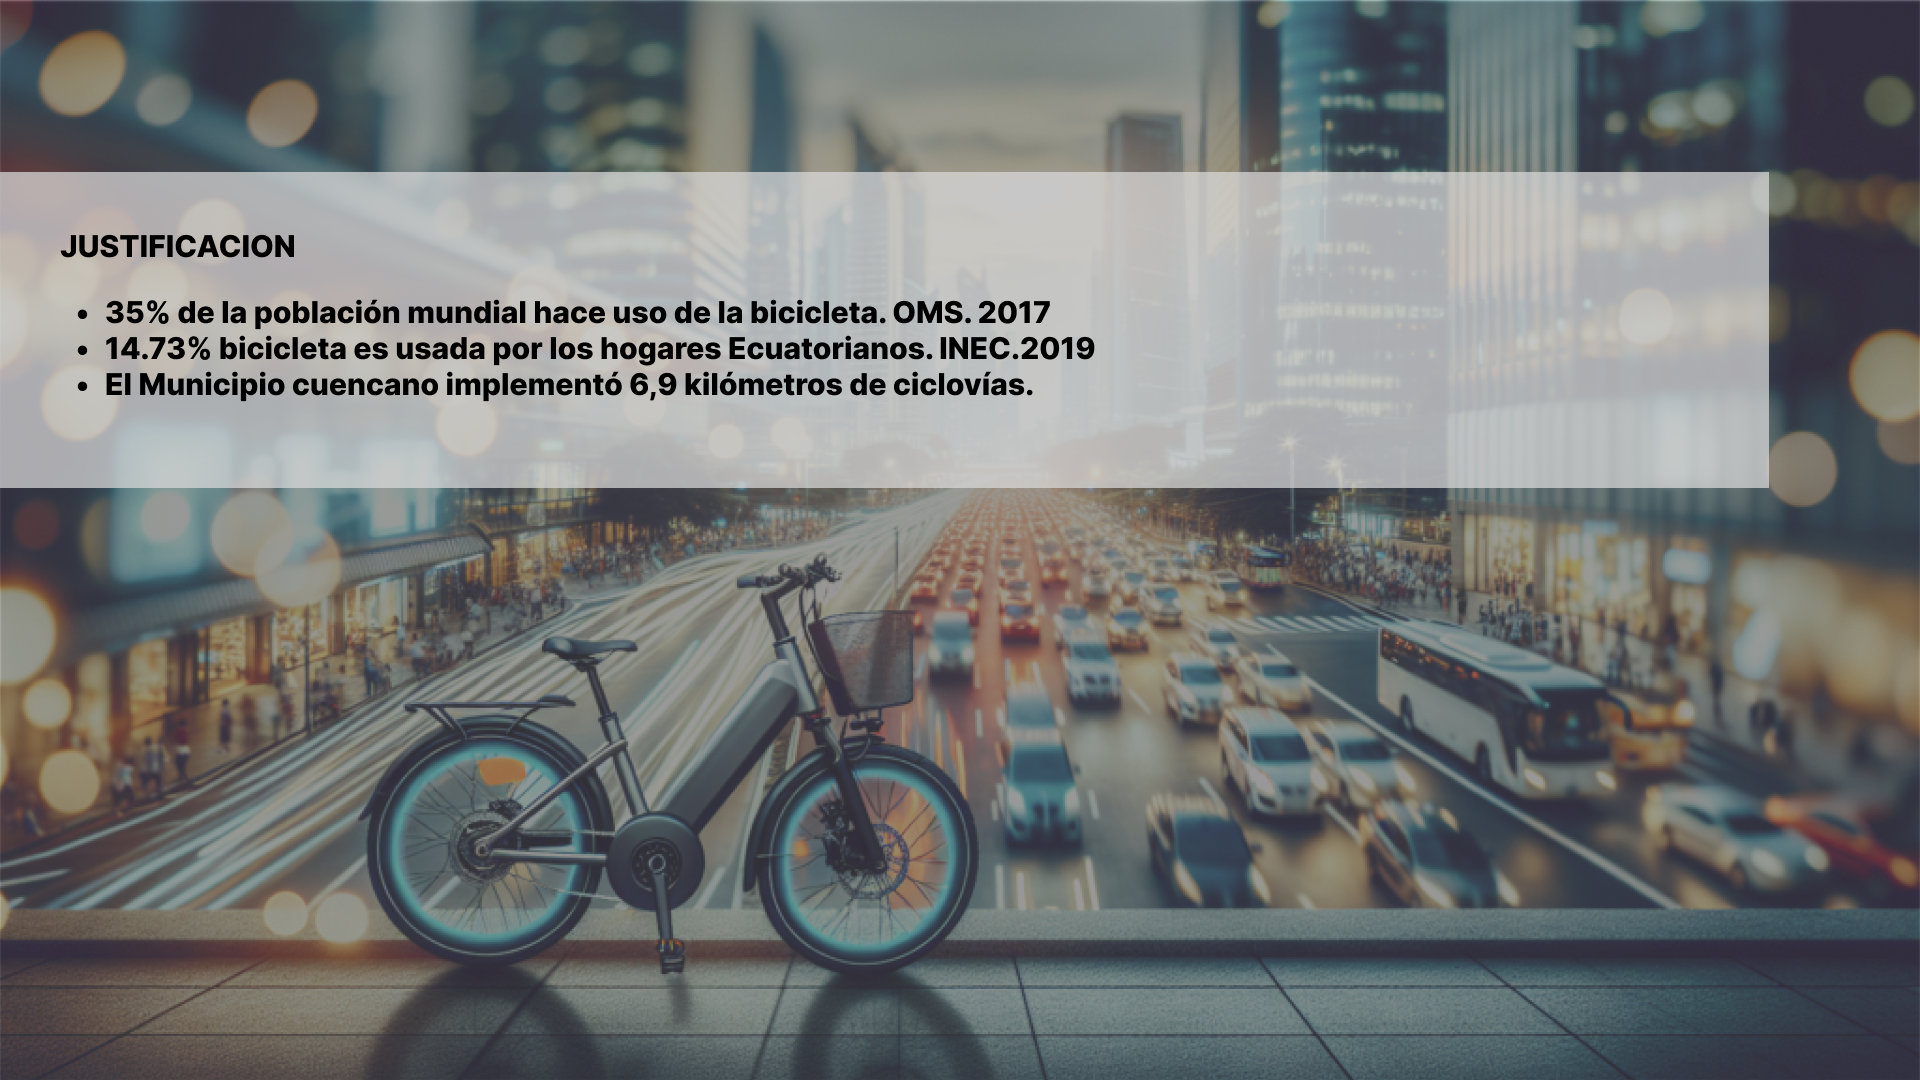 JUSTIFICACION
• 35% de la población mundial hace uso de la bicicleta. OMS. 2017
• 14.73% bicicleta es usada por los hogares Ecuatorianos. INEC.2019
• El Municipio cuencano implementó 6,9 kilómetros de ciclovías.